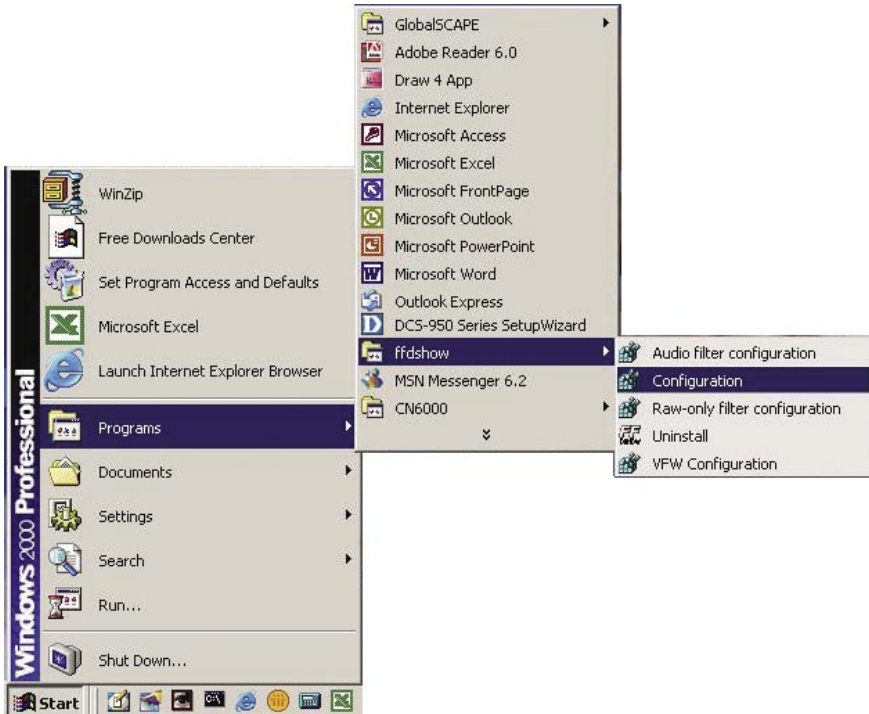 GlobalSCAPE
Adobe Reader 6.0
Draw 4 App
Internet Explorer
Microsoft Access
Microsoft Excel
Microsoft FrontPage
Microsoft Outlook
Microsoft PowerPoint
Microsoft Word
Outlook Express
DCS-950 Series SetupWizard
ffdshow
MSN Messenger 6.2
CN6000
Audio filter configuration
Configuration
Raw-only filter configuration
Uninstall
VFW Configuration
WinZip
Free Downloads Center
Set Program Access and Defaults
Microsoft Excel
Launch Internet Explorer Browser
Programs
Documents
Settings
Search
Run...
Shut Down...
Windows 2000 Professional
Start